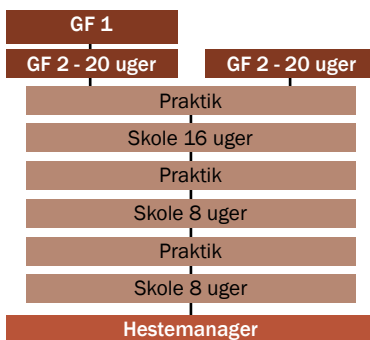 GF 1
GF 2 - 20 uger GF 2 - 20 uger
Praktik
Skole 16 uger
Praktik
Skole 8 uger
Praktik
Skole 8 uger
Hestemanager